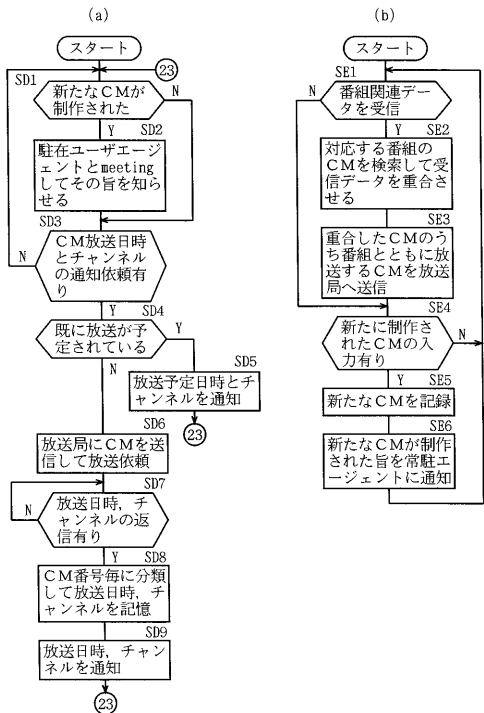 (a)
スタート
23
SD1
新たなCMが
制作された
N
Y
SD2
駐在ユーザエージ
ェントとmeeting
してその旨を知ら
せる
SD3
CM放送日時
とチャンネル
の通知依頼有
り
N
Y
SD4
既に放送が予
定されている
Y
N
SD5
放送予定日時とチ
ャンネルを通知
23
SD6
放送局にCMを送
信して放送依頼
SD7
放送日時,チ
ャンネルの返
信有り
N
Y
SD8
CM番号毎に分類
して放送日時,チ
ャンネルを記憶
SD9
放送日時,チャン
ネルを通知
23
(b)
スタート
SE1
番組関連デー
タを受信
N
Y
SE2
対応する番組の
CMを検索して受
信データを重合さ
せる
SE3
重合したCMのう
ち番組とともに放
送するCMを放送
局へ送信
SE4
新たに制作さ
れたCMの入
力有り
N
Y
SE5
新たなCMを記録
SE6
新たなCMが制作
された旨を常駐エ
ージェントに通知